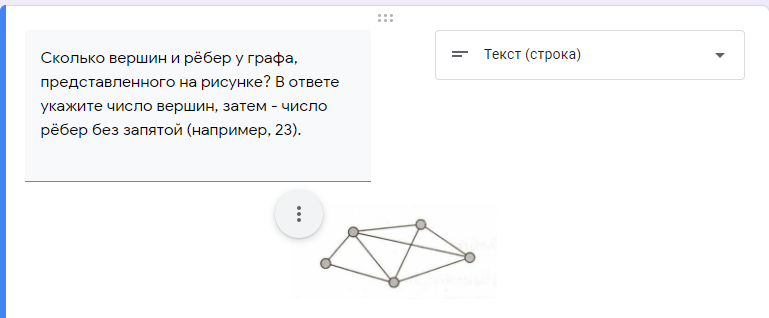 Сколько вершин и рёбер у графа,
представленного на рисунке? В ответе
укажите число вершин, затем - число
рёбер без запятой (например, 23).
Текст (строка)